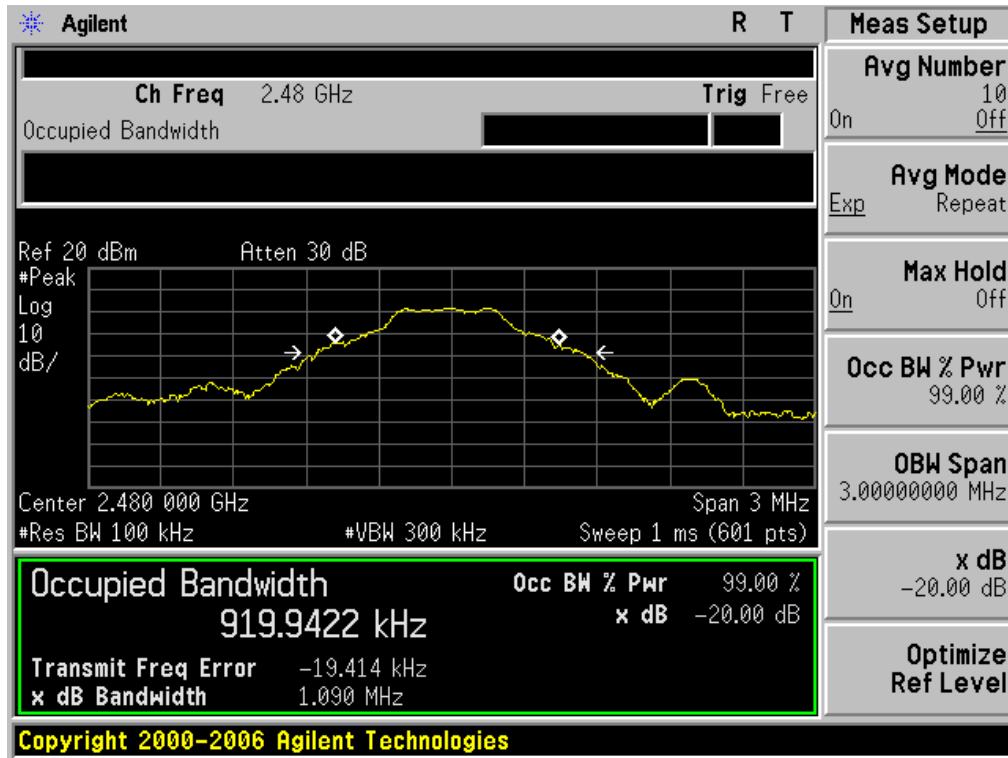 Agilent R T
Ch Freq 2.48 GHz Trig Free
Occupied Bandwidth
Ref 20 dBm Atten 30 dB
#Peak
Log
10
dB/
Center 2.480 000 GHz Span 3 MHz
#Res BW 100 kHz #VBW 300 kHz Sweep 1 ms (601 pts)
Occupied Bandwidth
919.9422 kHz
Occ BW % Pwr 99.00 %
x dB -20.00 dB
Transmit Freq Error -19.414 kHz
x dB Bandwidth 1.090 MHz
Copyright 2000-2006 Agilent Technologies
Meas Setup
Avg Number
10
On Off
Avg Mode
Exp Repeat
Max Hold
On Off
Occ BW % Pwr
99.00 %
OBW Span
3.00000000 MHz
x dB
-20.00 dB
Optimize
Ref Level